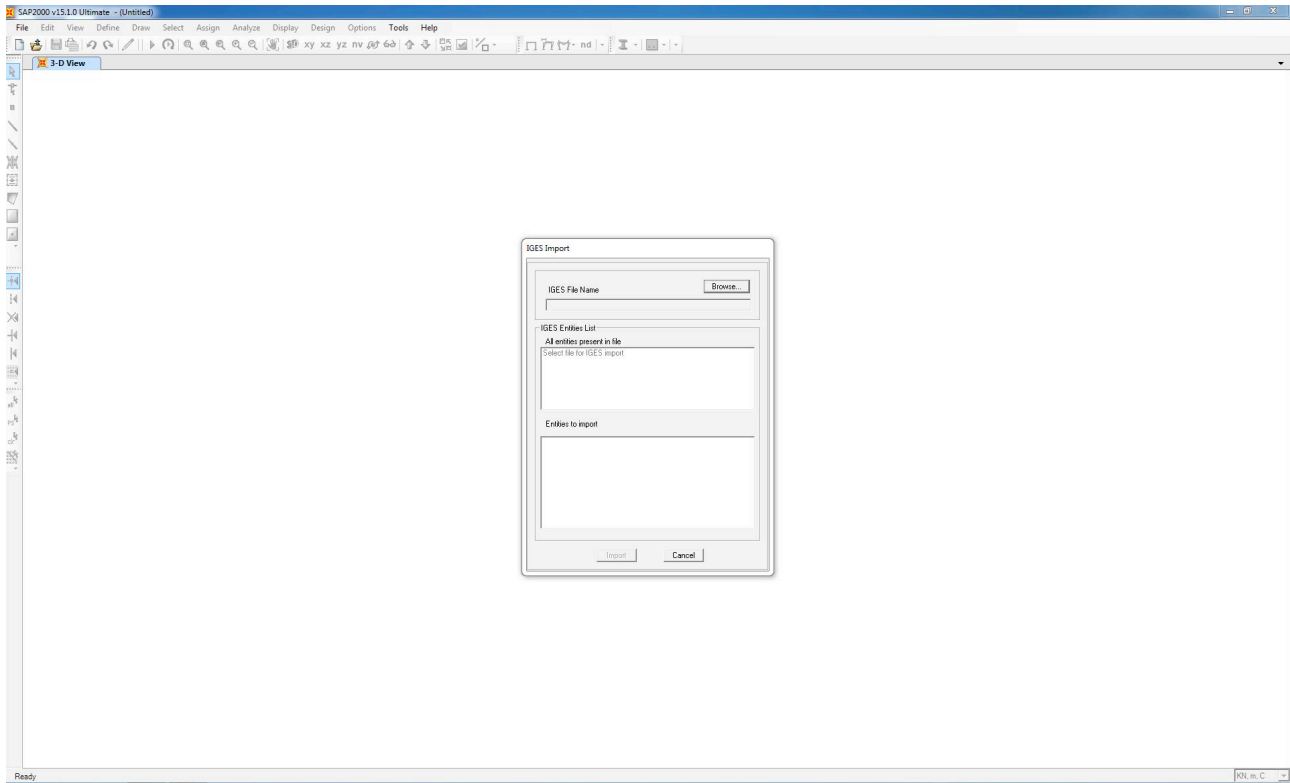 SAP2000 v15.1.0 Ultimate - (Untitled)
File Edit View Define Draw Select Assign Analyze Display Design Options Tools Help
xy xz yz nv nd
3-D View
IGES Import
IGES File Name Browse...
IGES Entities List
All entities present in file
Select file for IGES import
Entities to import
Import Cancel
Ready KN, m, C